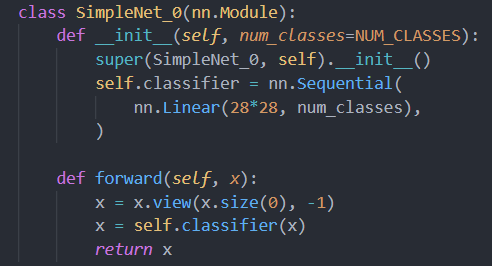 class SimpleNet_0(nn.Module):
    def __init__(self, num_classes=NUM_CLASSES):
        super(SimpleNet_0, self).__init__()
        self.classifier = nn.Sequential(
            nn.Linear(28*28, num_classes),
        )

    def forward(self, x):
        x = x.view(x.size(0), -1)
        x = self.classifier(x)
        return x